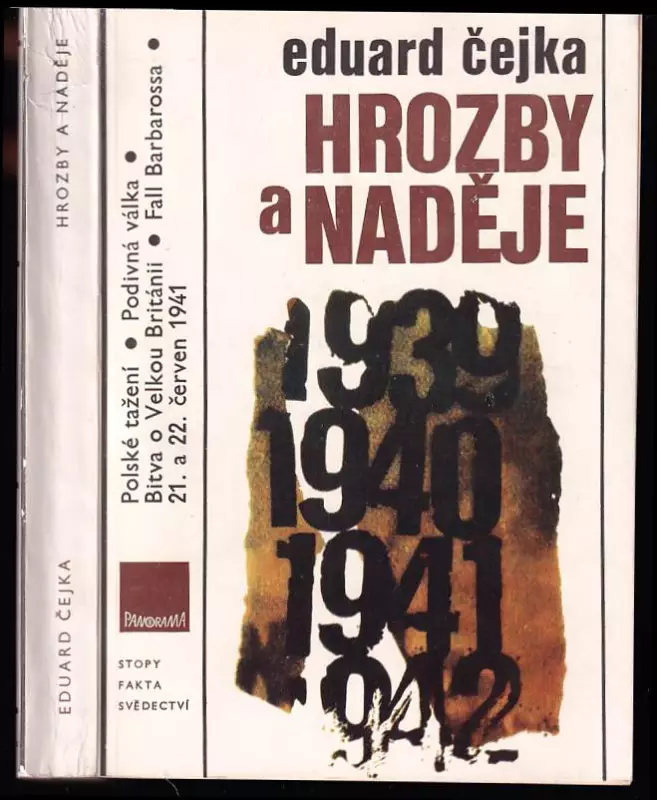 EDUARD ČEJKA
HROZBY A NADĚJE
Polské tažení ● Podivná válka ●
Bitva o Velkou Británii ● Fall Barbarossa ●
21. a 22. červen 1941
PANORAMA
STOPY
FAKTA
SVĚDECTVÍ
eduard čejka
HROZBY
a NADĚJE
1939
1940
1941
1942